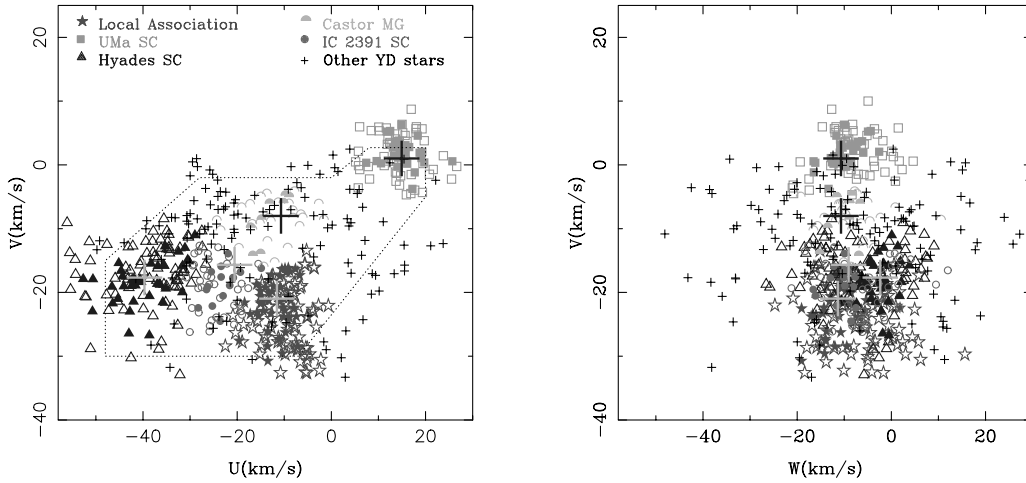 Local Association
Castor MG
UMa SC
IC 2391 SC
Hyades SC
Other YD stars
20
0
−20
−40
V(km/s)
−40
−20
0
20
U(km/s)
20
0
−20
−40
V(km/s)
−40
−20
0
20
W(km/s)